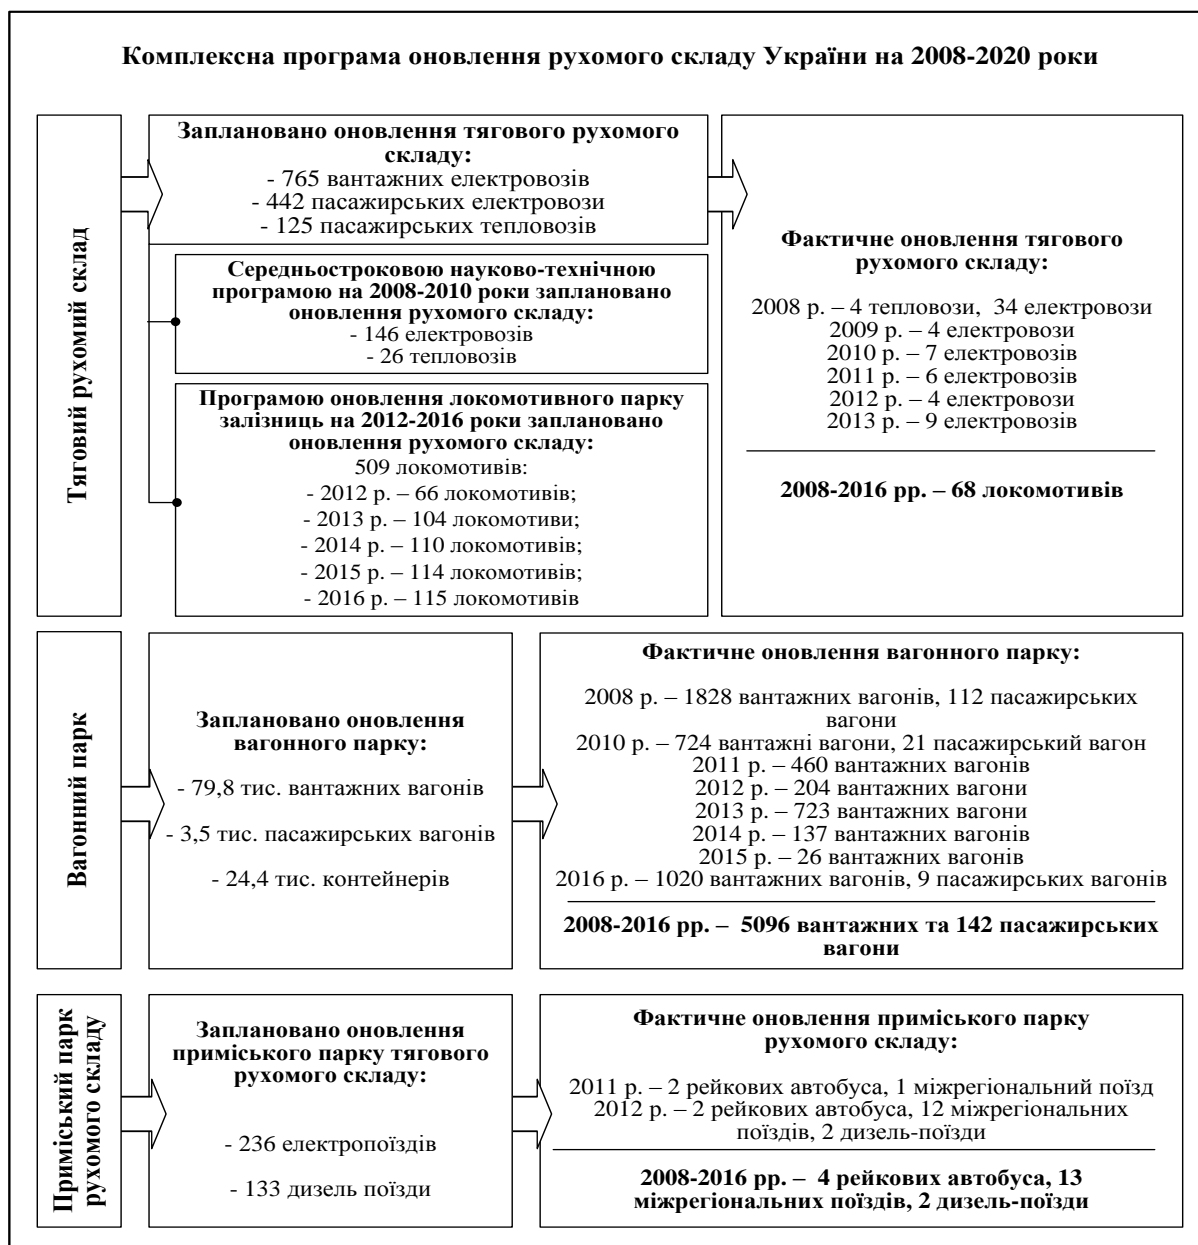 Комплексна програма оновлення рухомого складу України на 2008-2020 роки
Тяговий рухомий склад
Заплановано оновлення тягового рухомого
складу:
- 765 вантажних електровозів
- 442 пасажирських електровози
- 125 пасажирських тепловозів
Середньостроковою науково-технічною
програмою на 2008-2010 роки заплановано
оновлення рухомого складу:
- 146 електровозів
- 26 тепловозів
Програмою оновлення локомотивного парку
залізниць на 2012-2016 роки заплановано
оновлення рухомого складу:
509 локомотивів:
- 2012 р. – 66 локомотивів;
- 2013 р. – 104 локомотиви;
- 2014 р. – 110 локомотивів;
- 2015 р. – 114 локомотивів;
- 2016 р. – 115 локомотивів
Фактичне оновлення тягового
рухомого складу:
2008 р. – 4 тепловози, 34 електровози
2009 р. – 4 електровози
2010 р. – 7 електровозів
2011 р. – 6 електровозів
2012 р. – 4 електровози
2013 р. – 9 електровозів
2008-2016 рр. – 68 локомотивів
Вагонний парк
Заплановано оновлення
вагонного парку:
- 79,8 тис. вантажних вагонів
- 3,5 тис. пасажирських вагонів
- 24,4 тис. контейнерів
Фактичне оновлення вагонного парку:
2008 р. – 1828 вантажних вагонів, 112 пасажирських
вагони
2010 р. – 724 вантажні вагони, 21 пасажирський вагон
2011 р. – 460 вантажних вагонів
2012 р. – 204 вантажних вагони
2013 р. – 723 вантажних вагони
2014 р. – 137 вантажних вагонів
2015 р. – 26 вантажних вагонів
2016 р. – 1020 вантажних вагонів, 9 пасажирських вагонів
2008-2016 рр. – 5096 вантажних та 142 пасажирських
вагони
Приміський парк
рухомого складу
Заплановано оновлення
приміського парку тягового
рухомого складу:
- 236 електропоїздів
- 133 дизель поїзди
Фактичне оновлення приміського парку
рухомого складу:
2011 р. – 2 рейкових автобуса, 1 міжрегіональний поїзд
2012 р. – 2 рейкових автобуса, 12 міжрегіональних
поїздів, 2 дизель-поїзди
2008-2016 рр. – 4 рейкових автобуса, 13
міжрегіональних поїздів, 2 дизель-поїзди